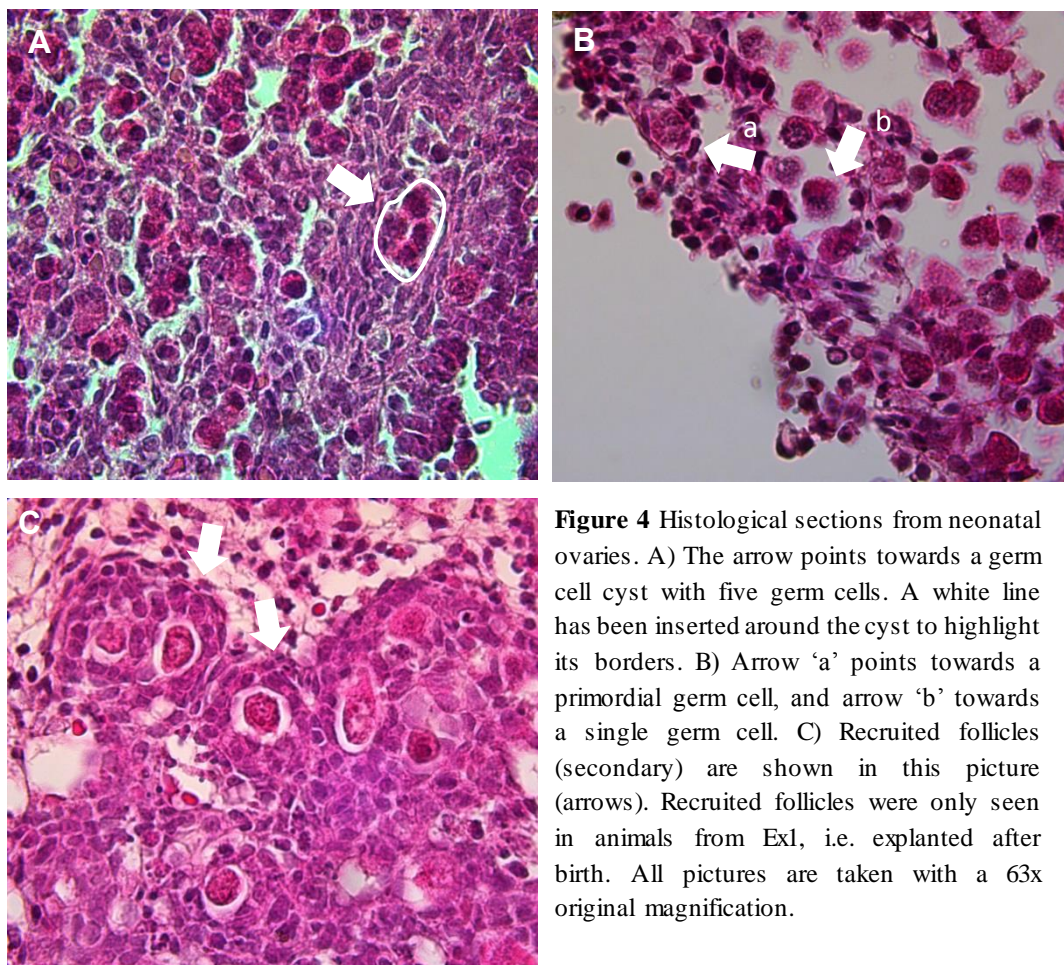 A
B
a
b
C
Figure 4 Histological sections from neonatal
ovaries. A) The arrow points towards a germ
cell cyst with five germ cells. A white line
has been inserted around the cyst to highlight
its borders. B) Arrow ‘a’ points towards a
primordial germ cell, and arrow ‘b’ towards
a single germ cell. C) Recruited follicles
(secondary) are shown in this picture
(arrows). Recruited follicles were only seen
in animals from Ex1, i.e. explanted after
birth. All pictures are taken with a 63x
original magnification.